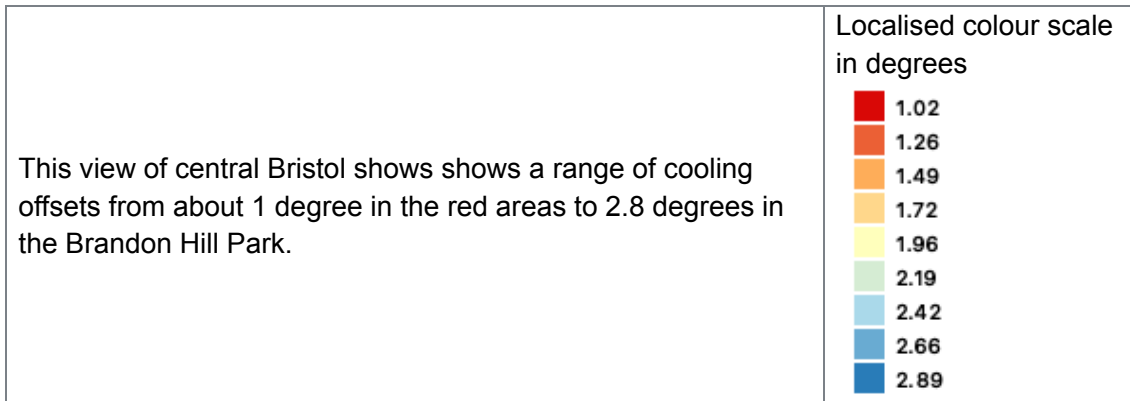 This view of central Bristol shows shows a range of cooling
offsets from about 1 degree in the red areas to 2.8 degrees in
the Brandon Hill Park.
Localised colour scale
in degrees
1.02
1.26
1.49
1.72
1.96
2.19
2.42
2.66
2.89